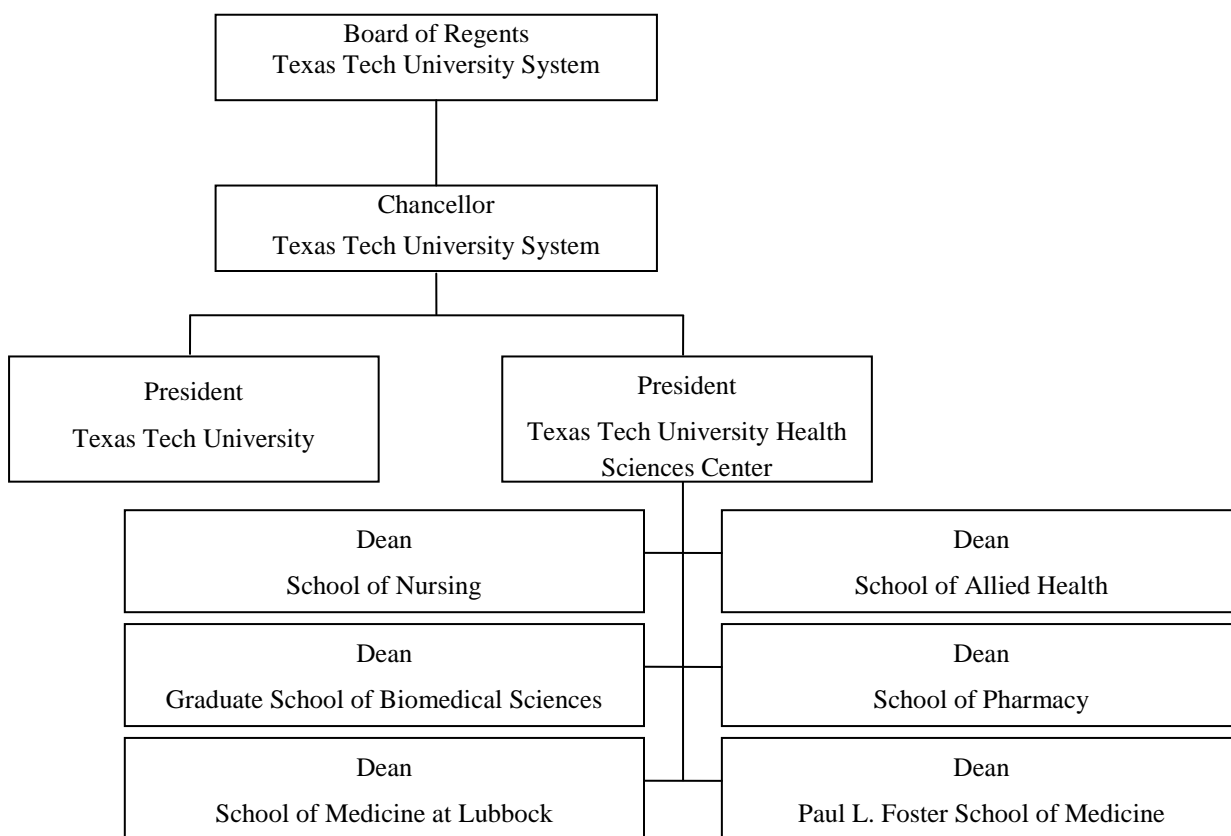 Board of Regents
Texas Tech University System
Chancellor
Texas Tech University System
President
Texas Tech University
President
Texas Tech University Health
Sciences Center
Dean
School of Nursing
Dean
School of Allied Health
Dean
Graduate School of Biomedical Sciences
Dean
School of Pharmacy
Dean
School of Medicine at Lubbock
Dean
Paul L. Foster School of Medicine